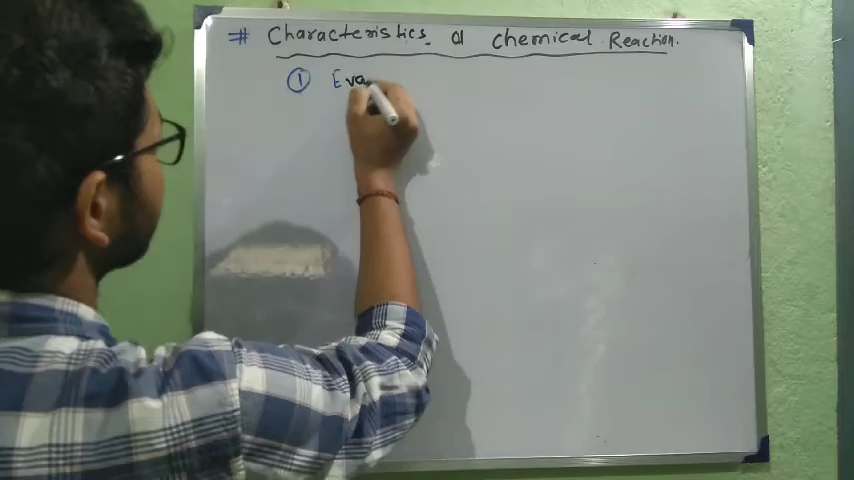 # Characteristics of Chemical Reaction.
① Eva